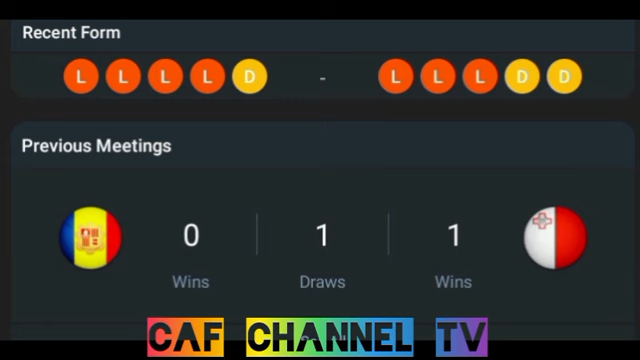 Recent Form
L L L L D - L L L D D
Previous Meetings
0 1 1
Wins Draws Wins
CAF CHANNEL TV